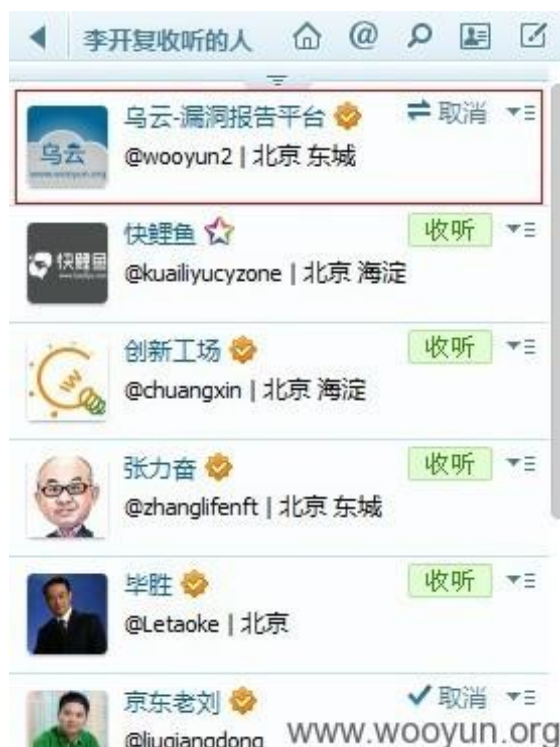 李开复收听的人
乌云-漏洞报告平台
取消
@wooyun2 | 北京 东城
乌云
www.wooyun.org
快鲤鱼
收听
@kuailiyucyzone | 北京 海淀
快鲤鱼
创新工场
收听
@chuangxin | 北京 海淀
张力奋
收听
@zhanglifenft | 北京 东城
毕胜
收听
@Letaoke | 北京
京东老刘
取消
@liuqiangdong
www.wooyun.org